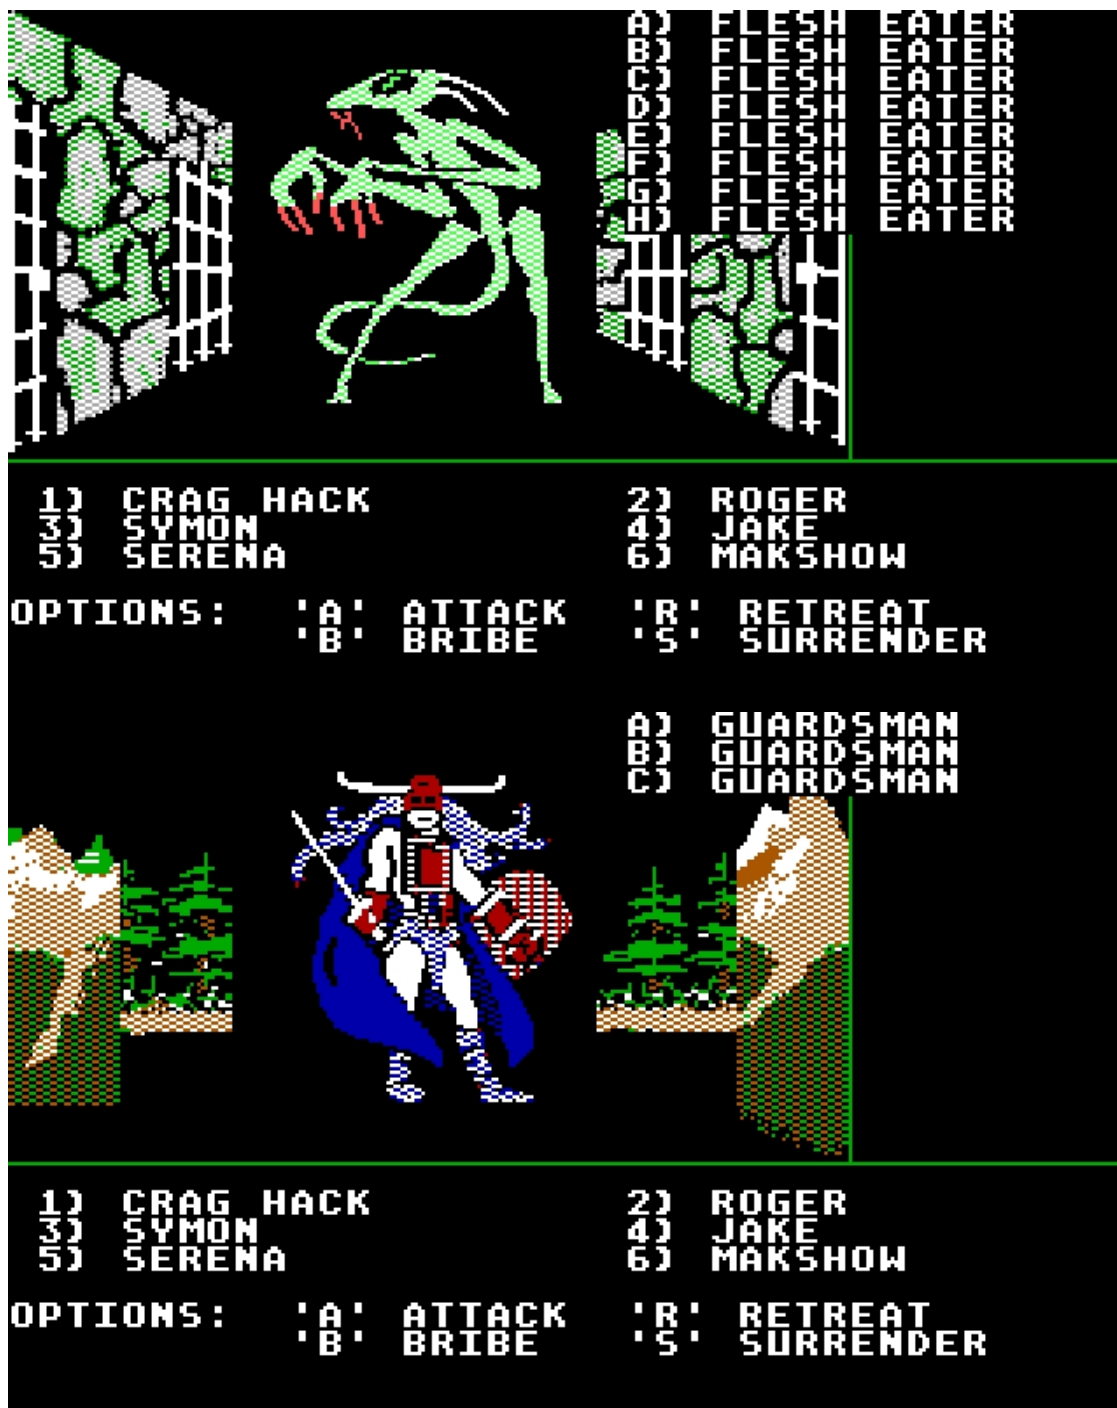 A) FLESH EATER
B) FLESH EATER
C) FLESH EATER
D) FLESH EATER
E) FLESH EATER
F) FLESH EATER
G) FLESH EATER
H) FLESH EATER
1) CRAG HACK 2) ROGER
3) SYMON 4) JAKE
5) SERENA 6) MAKSHOW
OPTIONS: 'A' ATTACK 'R' RETREAT
'B' BRIBE 'S' SURRENDER
A) GUARDSMAN
B) GUARDSMAN
C) GUARDSMAN
1) CRAG HACK 2) ROGER
3) SYMON 4) JAKE
5) SERENA 6) MAKSHOW
OPTIONS: 'A' ATTACK 'R' RETREAT
'B' BRIBE 'S' SURRENDER